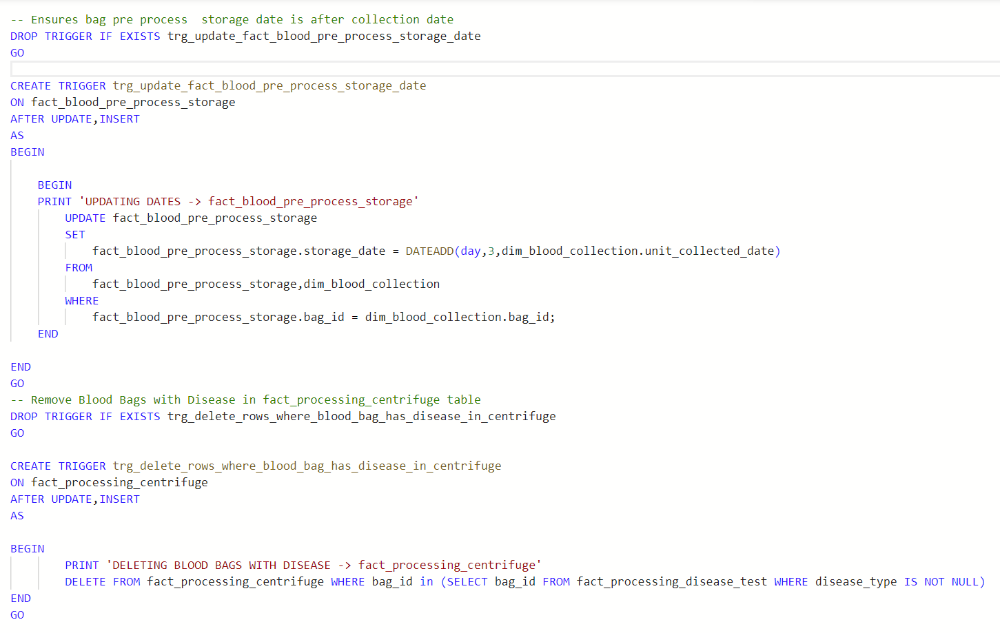 -- Ensures bag pre process  storage date is after collection date
DROP TRIGGER IF EXISTS trg_update_fact_blood_pre_process_storage_date
GO
CREATE TRIGGER trg_update_fact_blood_pre_process_storage_date
ON fact_blood_pre_process_storage
AFTER UPDATE,INSERT
AS
BEGIN
BEGIN
PRINT 'UPDATING DATES -> fact_blood_pre_process_storage'
UPDATE fact_blood_pre_process_storage
SET
fact_blood_pre_process_storage.storage_date = DATEADD(day,3,dim_blood_collection.unit_collected_date)
FROM
fact_blood_pre_process_storage,dim_blood_collection
WHERE
fact_blood_pre_process_storage.bag_id = dim_blood_collection.bag_id;
END
END
GO
-- Remove Blood Bags with Disease in fact_processing_centrifuge table
DROP TRIGGER IF EXISTS trg_delete_rows_where_blood_bag_has_disease_in_centrifuge
GO
CREATE TRIGGER trg_delete_rows_where_blood_bag_has_disease_in_centrifuge
ON fact_processing_centrifuge
AFTER UPDATE,INSERT
AS
BEGIN
PRINT 'DELETING BLOOD BAGS WITH DISEASE -> fact_processing_centrifuge'
DELETE FROM fact_processing_centrifuge WHERE bag_id in (SELECT bag_id FROM fact_processing_disease_test WHERE disease_type IS NOT NULL)
END
GO